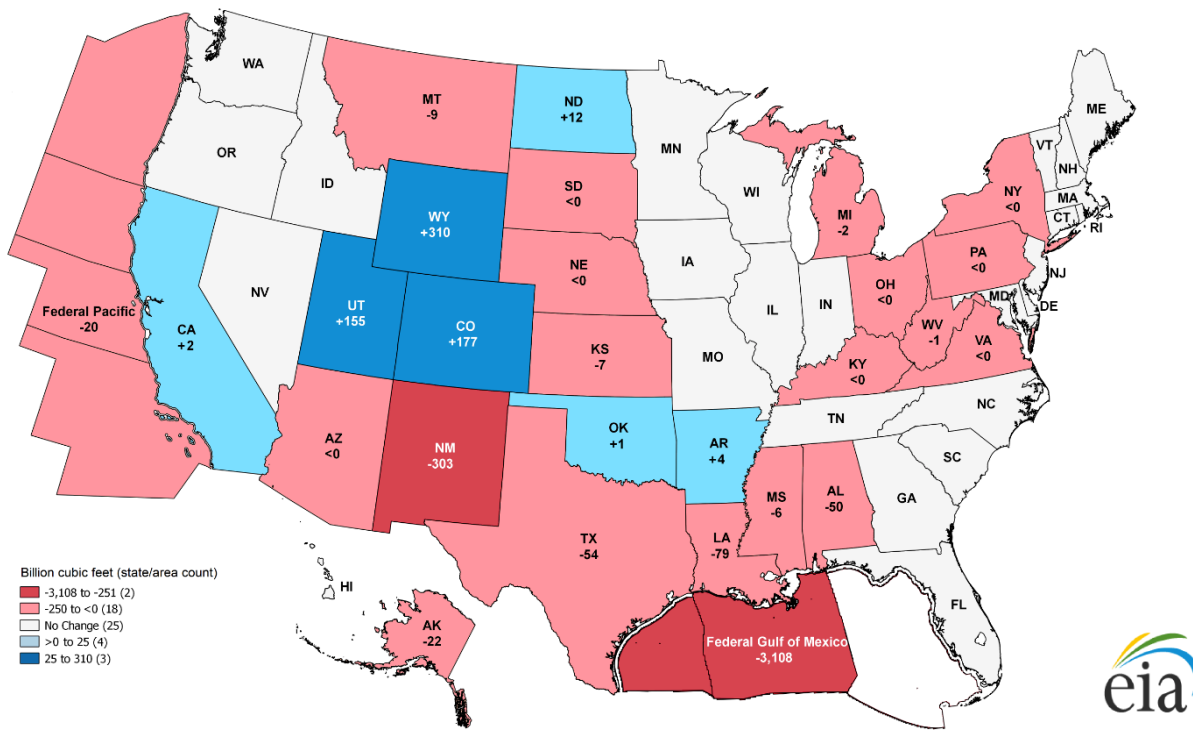 WA
MT
-9
ND
+12
MN
ME
VT
NH
OR
ID
SD
<0
WI
MI
-2
NY
<0
MA
CT
RI
WY
+310
IA
NE
<0
PA
<0
NJ
OH
<0
MD
DE
NV
UT
+155
CO
+177
IL
IN
WV
-1
VA
<0
Federal Pacific
-20
CA
+2
KS
-7
MO
KY
<0
AZ
<0
NM
-303
OK
+1
AR
+4
TN
NC
SC
MS
-6
AL
-50
GA
TX
-54
LA
-79
FL
HI
AK
-22
Federal Gulf of Mexico
-3,108
Billion cubic feet (state/area count)
-3,108 to -251 (2)
-250 to <0 (18)
No Change (25)
>0 to 25 (4)
25 to 310 (3)
eia